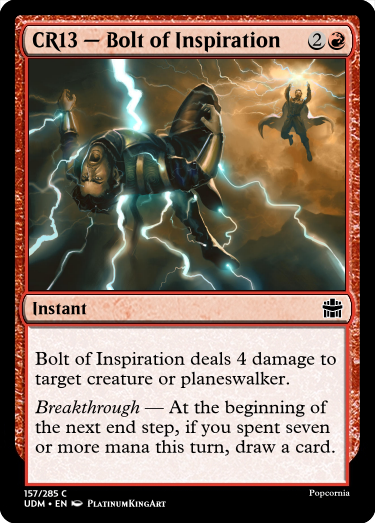 CR13 — Bolt of Inspiration 2
Instant
Bolt of Inspiration deals 4 damage to
target creature or planeswalker.
Breakthrough — At the beginning of
the next end step, if you spent seven
or more mana this turn, draw a card.
157/285 C
Popcornia
UDM • EN PlatinumKingArt